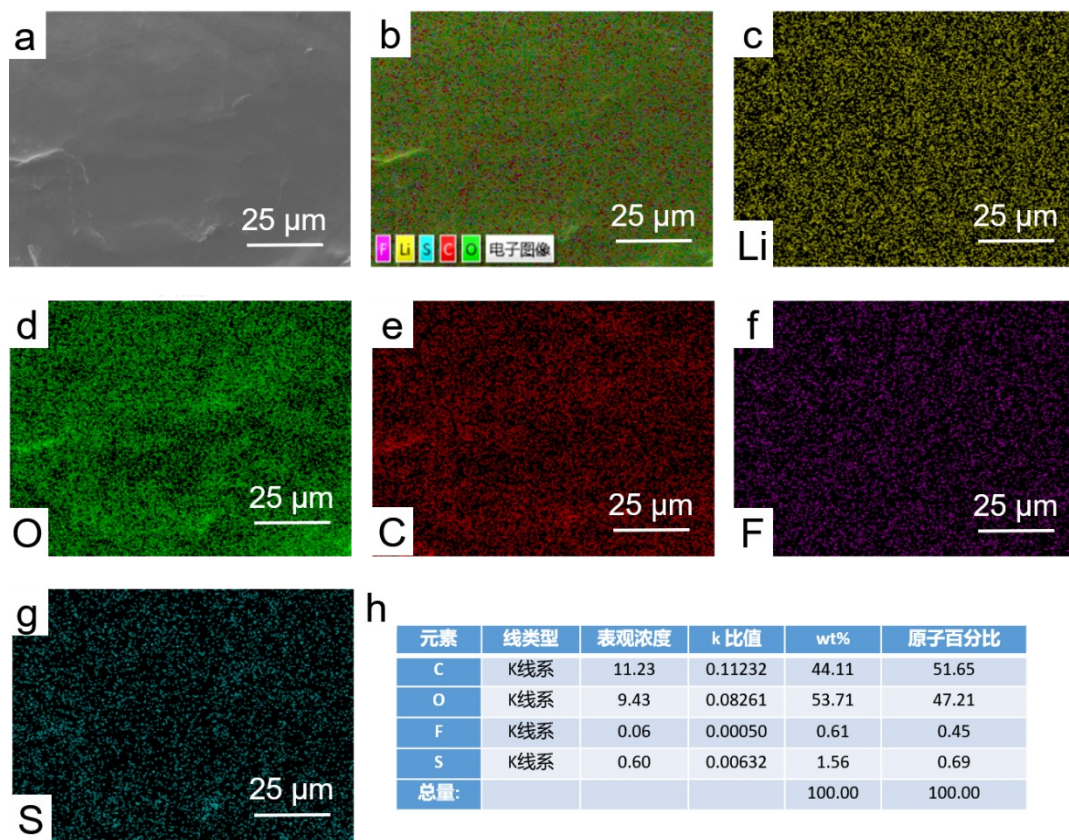 a
25 μm
b
F Li S C O 电子图像
25 μm
c
Li
25 μm
d
O
25 μm
e
C
25 μm
f
F
25 μm
g
S
25 μm
h
元素 线类型 表观浓度 k 比值 wt% 原子百分比
C K线系 11.23 0.11232 44.11 51.65
O K线系 9.43 0.08261 53.71 47.21
F K线系 0.06 0.00050 0.61 0.45
S K线系 0.60 0.00632 1.56 0.69
总量: 100.00 100.00